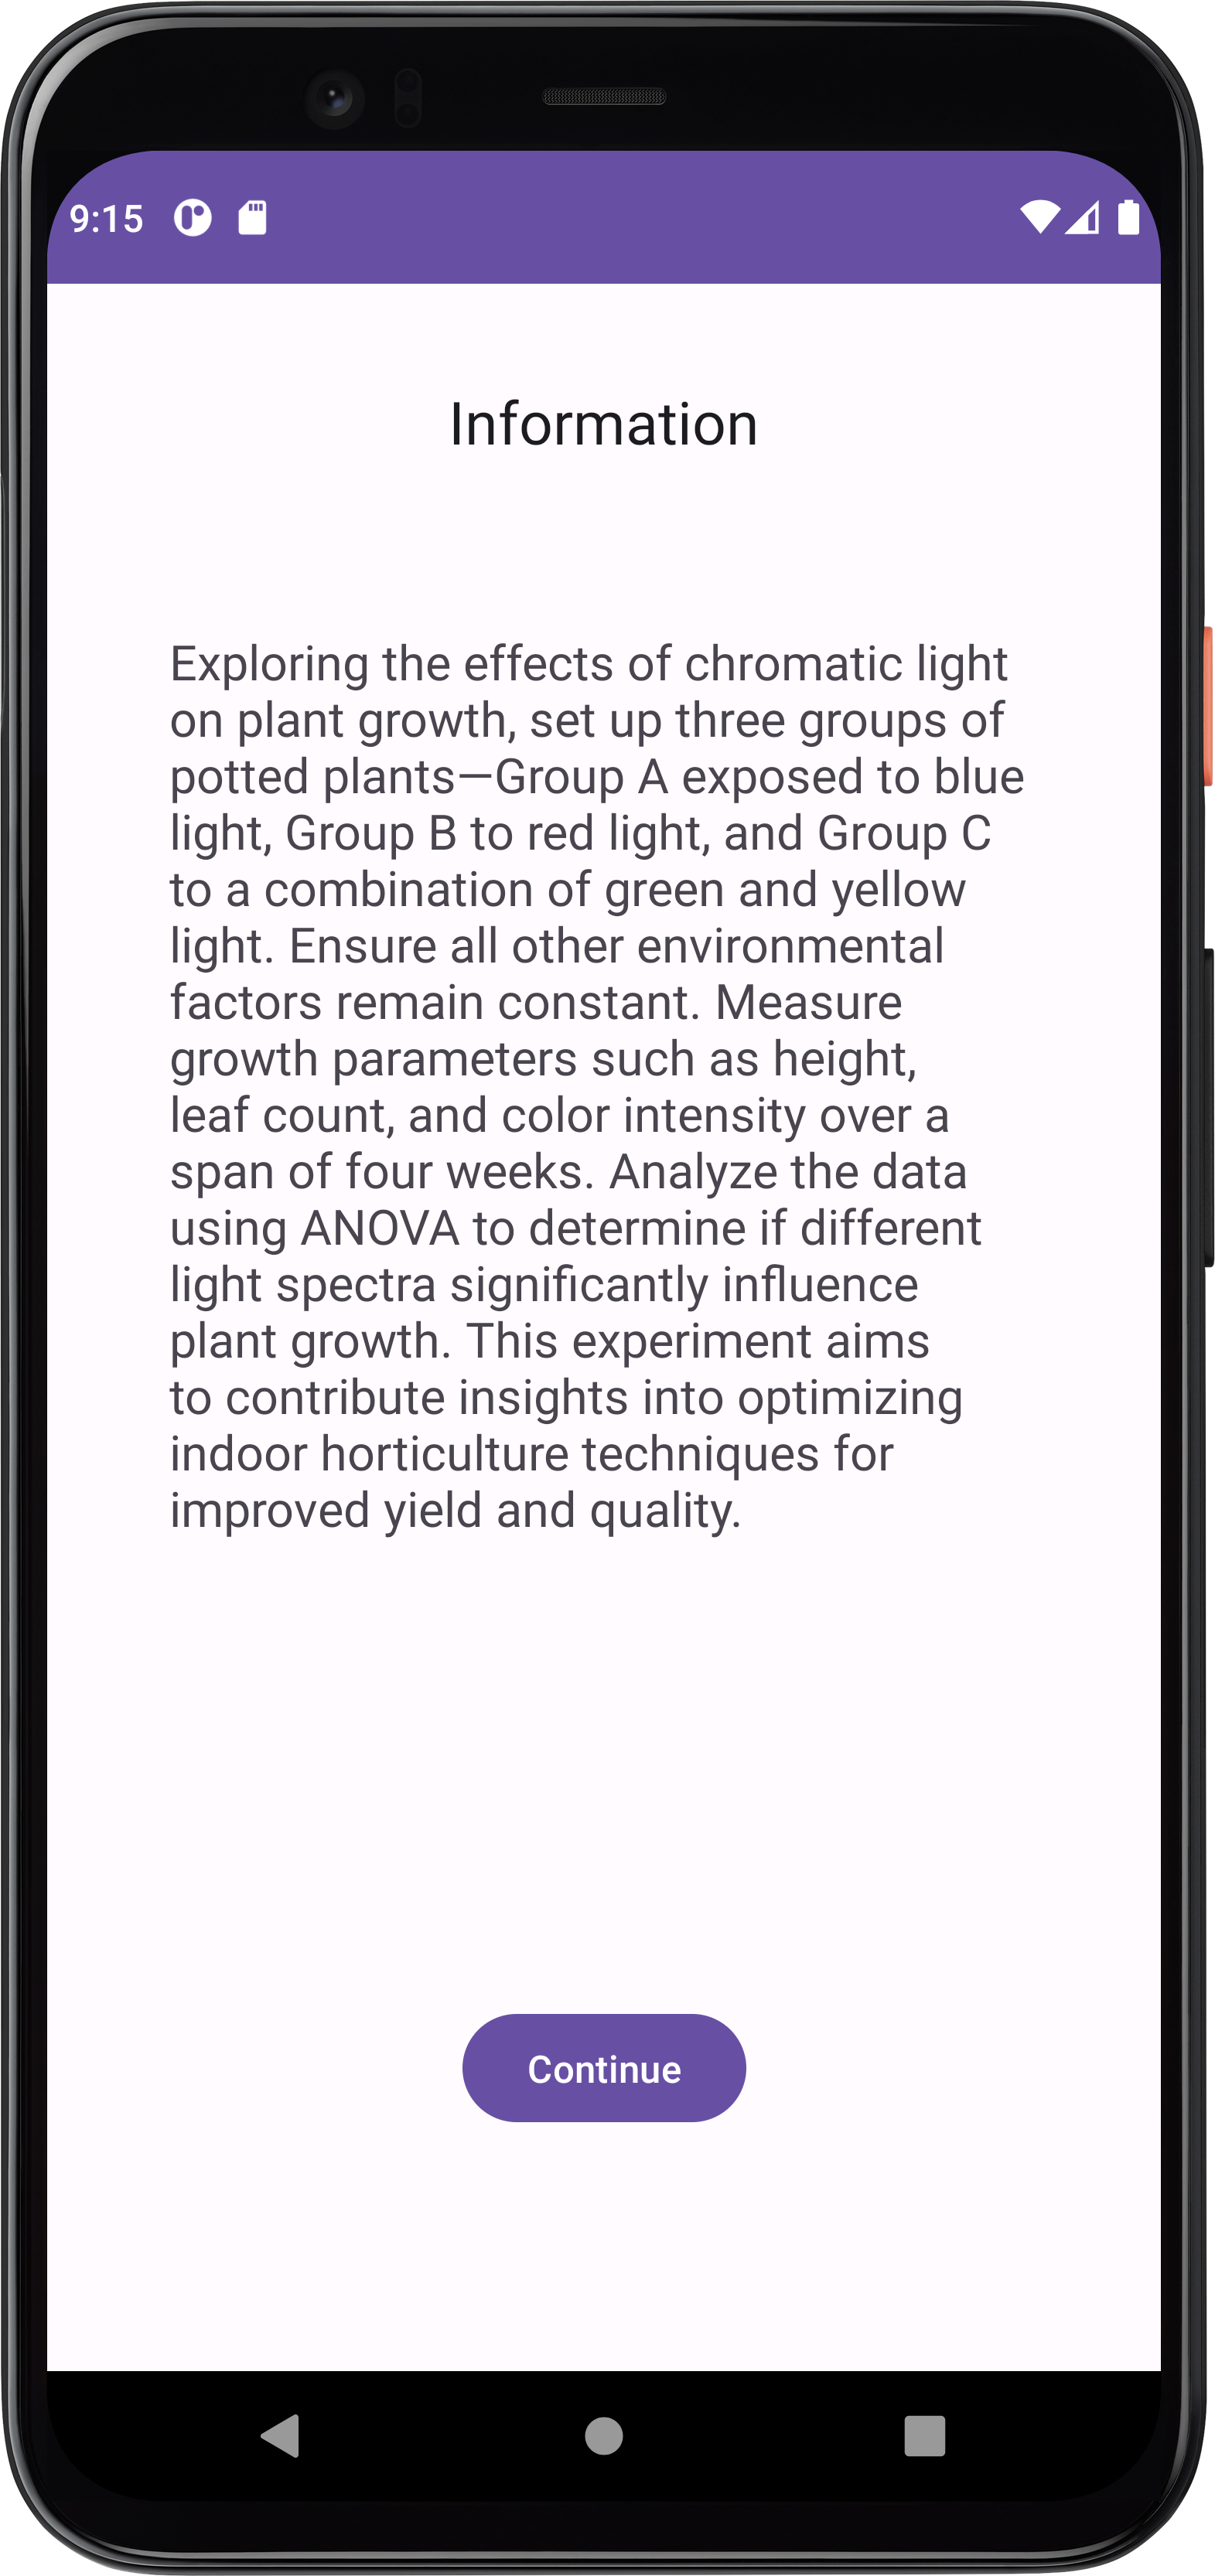 9:15
Information
Exploring the effects of chromatic light
on plant growth, set up three groups of
potted plants—Group A exposed to blue
light, Group B to red light, and Group C
to a combination of green and yellow
light. Ensure all other environmental
factors remain constant. Measure
growth parameters such as height,
leaf count, and color intensity over a
span of four weeks. Analyze the data
using ANOVA to determine if different
light spectra significantly influence
plant growth. This experiment aims
to contribute insights into optimizing
indoor horticulture techniques for
improved yield and quality.
Continue